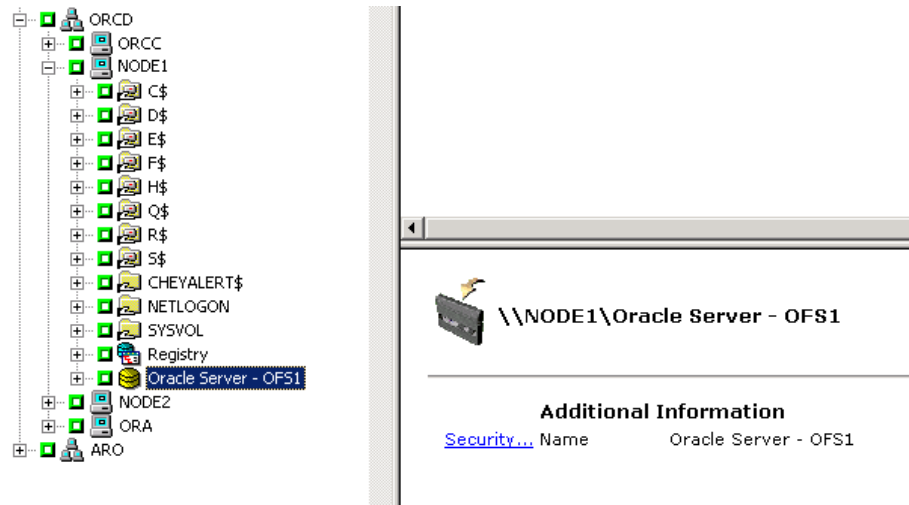 ORCD
ORCC
NODE1
C$
D$
E$
F$
H$
Q$
R$
S$
CHEYALERT$
NETLOGON
SYSVOL
Registry
Oracle Server - OFS1
NODE2
ORA
ARO
\\NODE1\Oracle Server - OFS1
Additional Information
Security... Name Oracle Server - OFS1